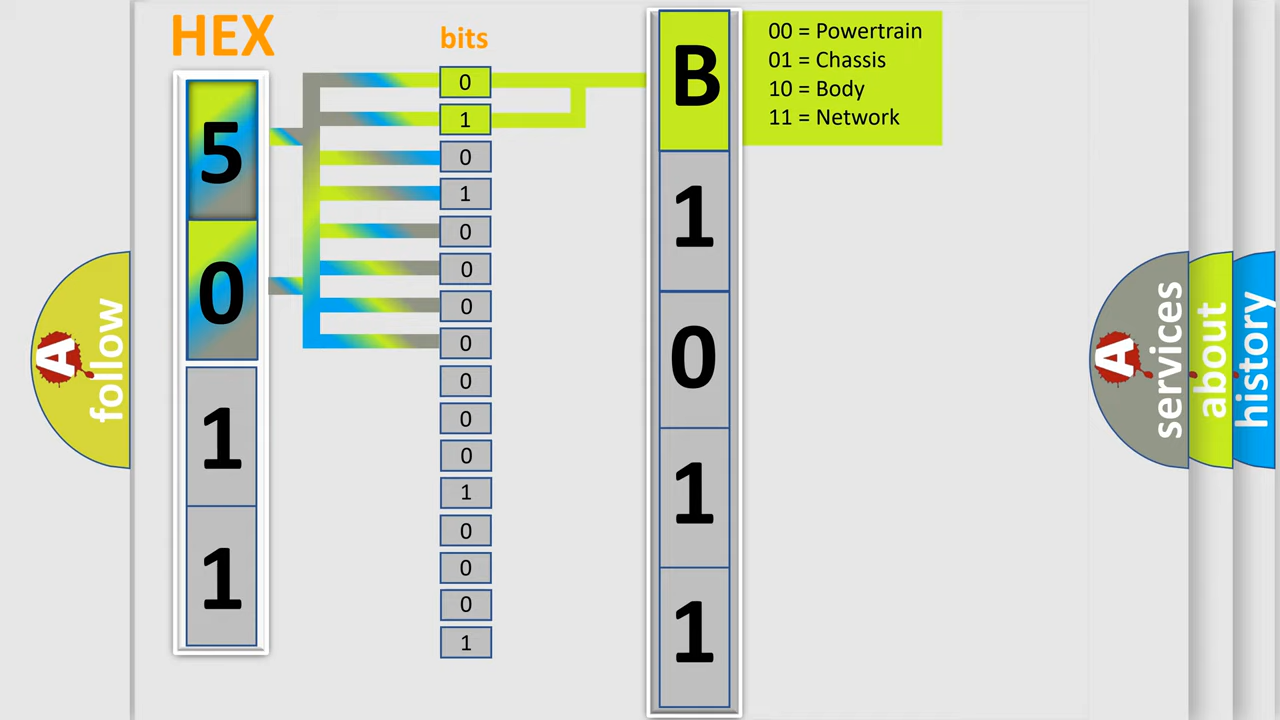 HEX
bits
5
0
1
1
0
1
0
1
0
0
0
0
0
0
0
1
0
0
0
1
B
1
0
1
1
00 = Powertrain
01 = Chassis
10 = Body
11 = Network
A
follow
A
services
about
history